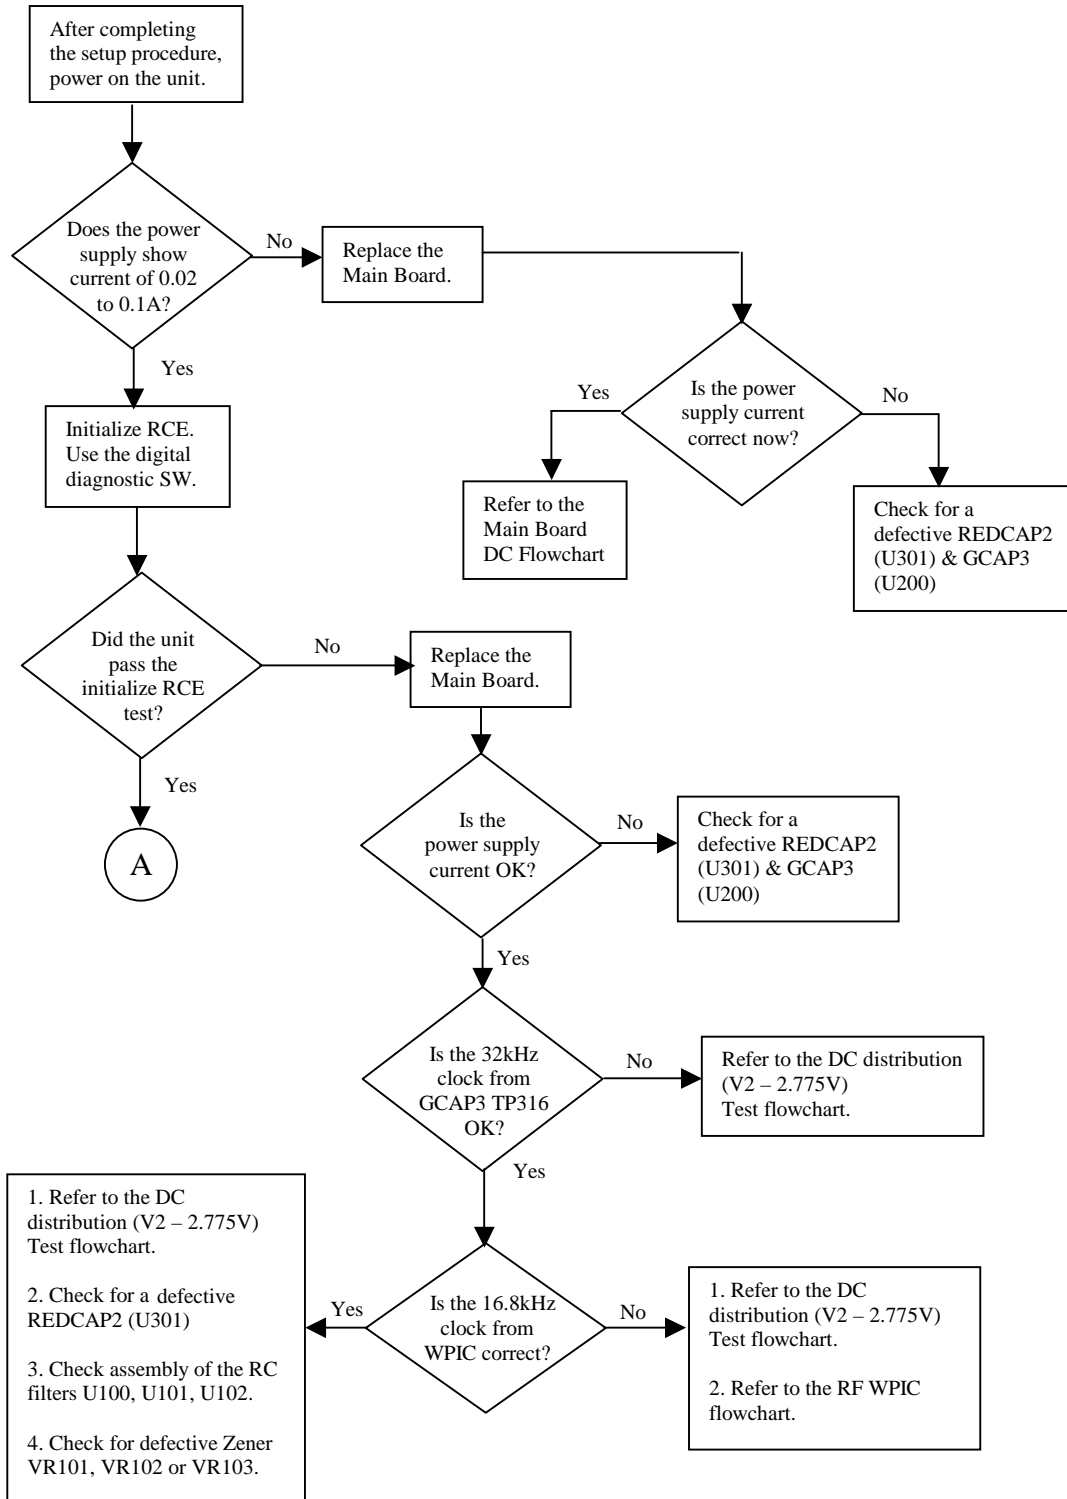 After completing
the setup procedure,
power on the unit.
Does the power
supply show
current of 0.02
to 0.1A?
No
Replace the
Main Board.
Yes
Is the power
supply current
correct now?
Yes
No
Initialize RCE.
Use the digital
diagnostic SW.
Refer to the
Main Board
DC Flowchart
Check for a
defective REDCAP2
(U301) & GCAP3
(U200)
Did the unit
pass the
initialize RCE
test?
No
Replace the
Main Board.
Yes
A
Is the
power supply
current OK?
No
Check for a
defective REDCAP2
(U301) & GCAP3
(U200)
Yes
Is the 32kHz
clock from
GCAP3 TP316
OK?
No
Refer to the DC distribution
(V2 – 2.775V)
Test flowchart.
Yes
Is the 16.8kHz
clock from
WPIC correct?
Yes
1. Refer to the DC
distribution (V2 – 2.775V)
Test flowchart.
2. Check for a defective
REDCAP2 (U301)
3. Check assembly of the RC
filters U100, U101, U102.
4. Check for defective Zener
VR101, VR102 or VR103.
No
1. Refer to the DC
distribution (V2 – 2.775V)
Test flowchart.
2. Refer to the RF WPIC
flowchart.